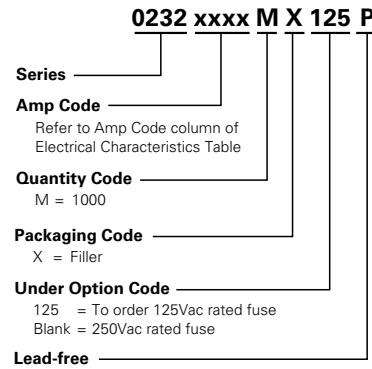 0232 xxxx M X 125 P
Series
Amp Code
Refer to Amp Code column of
Electrical Characteristics Table
Quantity Code
M = 1000
Packaging Code
X = Filler
Under Option Code
125 = To order 125Vac rated fuse
Blank = 250Vac rated fuse
Lead-free